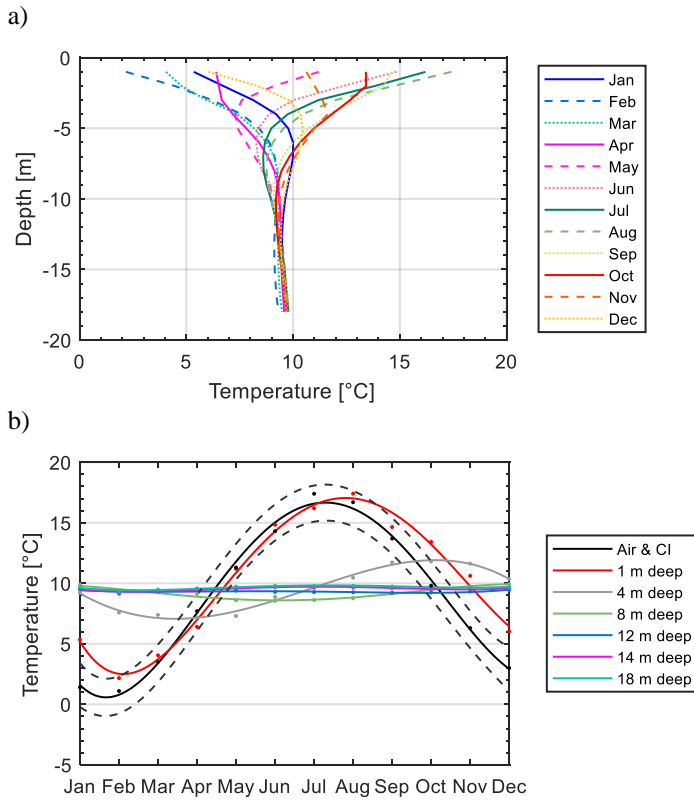 a)
0
-5
-10
-15
-20
Depth [m]
0 5 10 15 20
Temperature [°C]
Jan
Feb
Mar
Apr
May
Jun
Jul
Aug
Sep
Oct
Nov
Dec
b)
20
15
10
5
0
-5
Temperature [°C]
Jan Feb Mar Apr May Jun Jul Aug Sep Oct Nov Dec
Air & CI
1 m deep
4 m deep
8 m deep
12 m deep
14 m deep
18 m deep